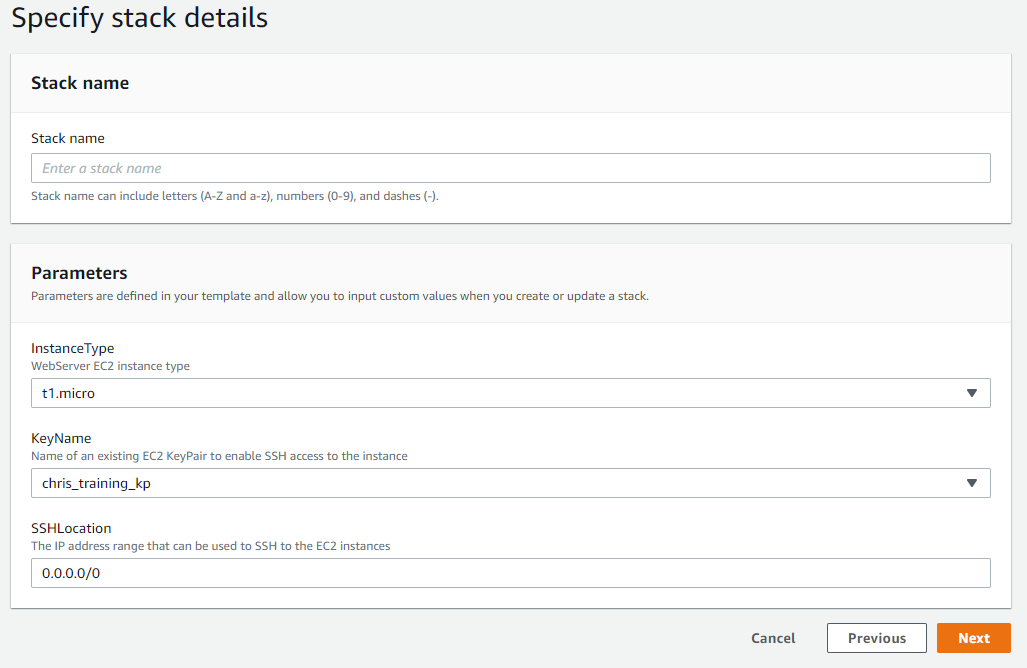 Specify stack details
Stack name
Stack name
Enter a stack name
Stack name can include letters (A-Z and a-z), numbers (0-9), and dashes (-).
Parameters
Parameters are defined in your template and allow you to input custom values when you create or update a stack.
InstanceType
WebServer EC2 instance type
t1.micro
KeyName
Name of an existing EC2 KeyPair to enable SSH access to the instance
chris_training_kp
SSHLocation
The IP address range that can be used to SSH to the EC2 instances
0.0.0.0/0
Cancel Previous Next